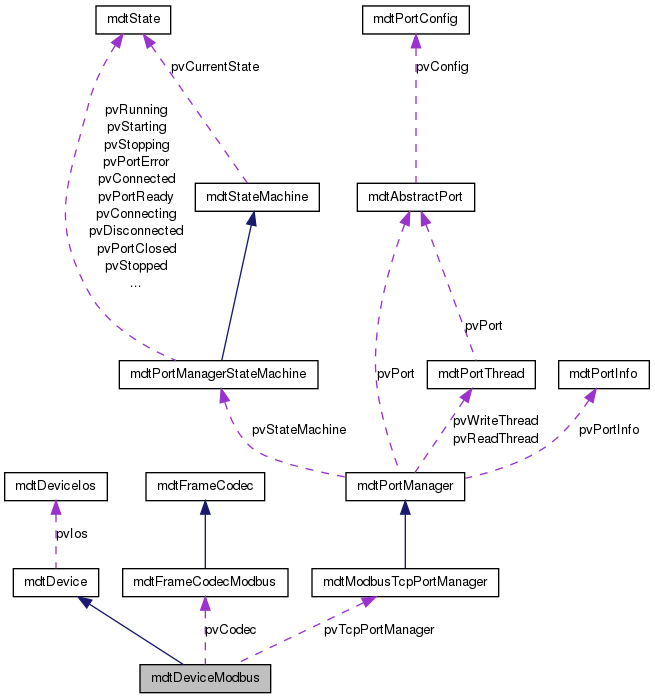 mdtState
mdtPortConfig
pvCurrentState
pvConfig
pvRunning
pvStarting
pvStopping
pvPortError
pvConnected
pvPortReady
pvConnecting
pvDisconnected
pvPortClosed
pvStopped
...
mdtStateMachine
mdtAbstractPort
pvPort
mdtPortManagerStateMachine
pvPort
mdtPortThread
mdtPortInfo
pvStateMachine
pvWriteThread
pvReadThread
pvPortInfo
mdtDeviceIos
mdtFrameCodec
mdtPortManager
pvIos
mdtDevice
mdtFrameCodecModbus
mdtModbusTcpPortManager
pvCodec
pvTcpPortManager
mdtDeviceModbus